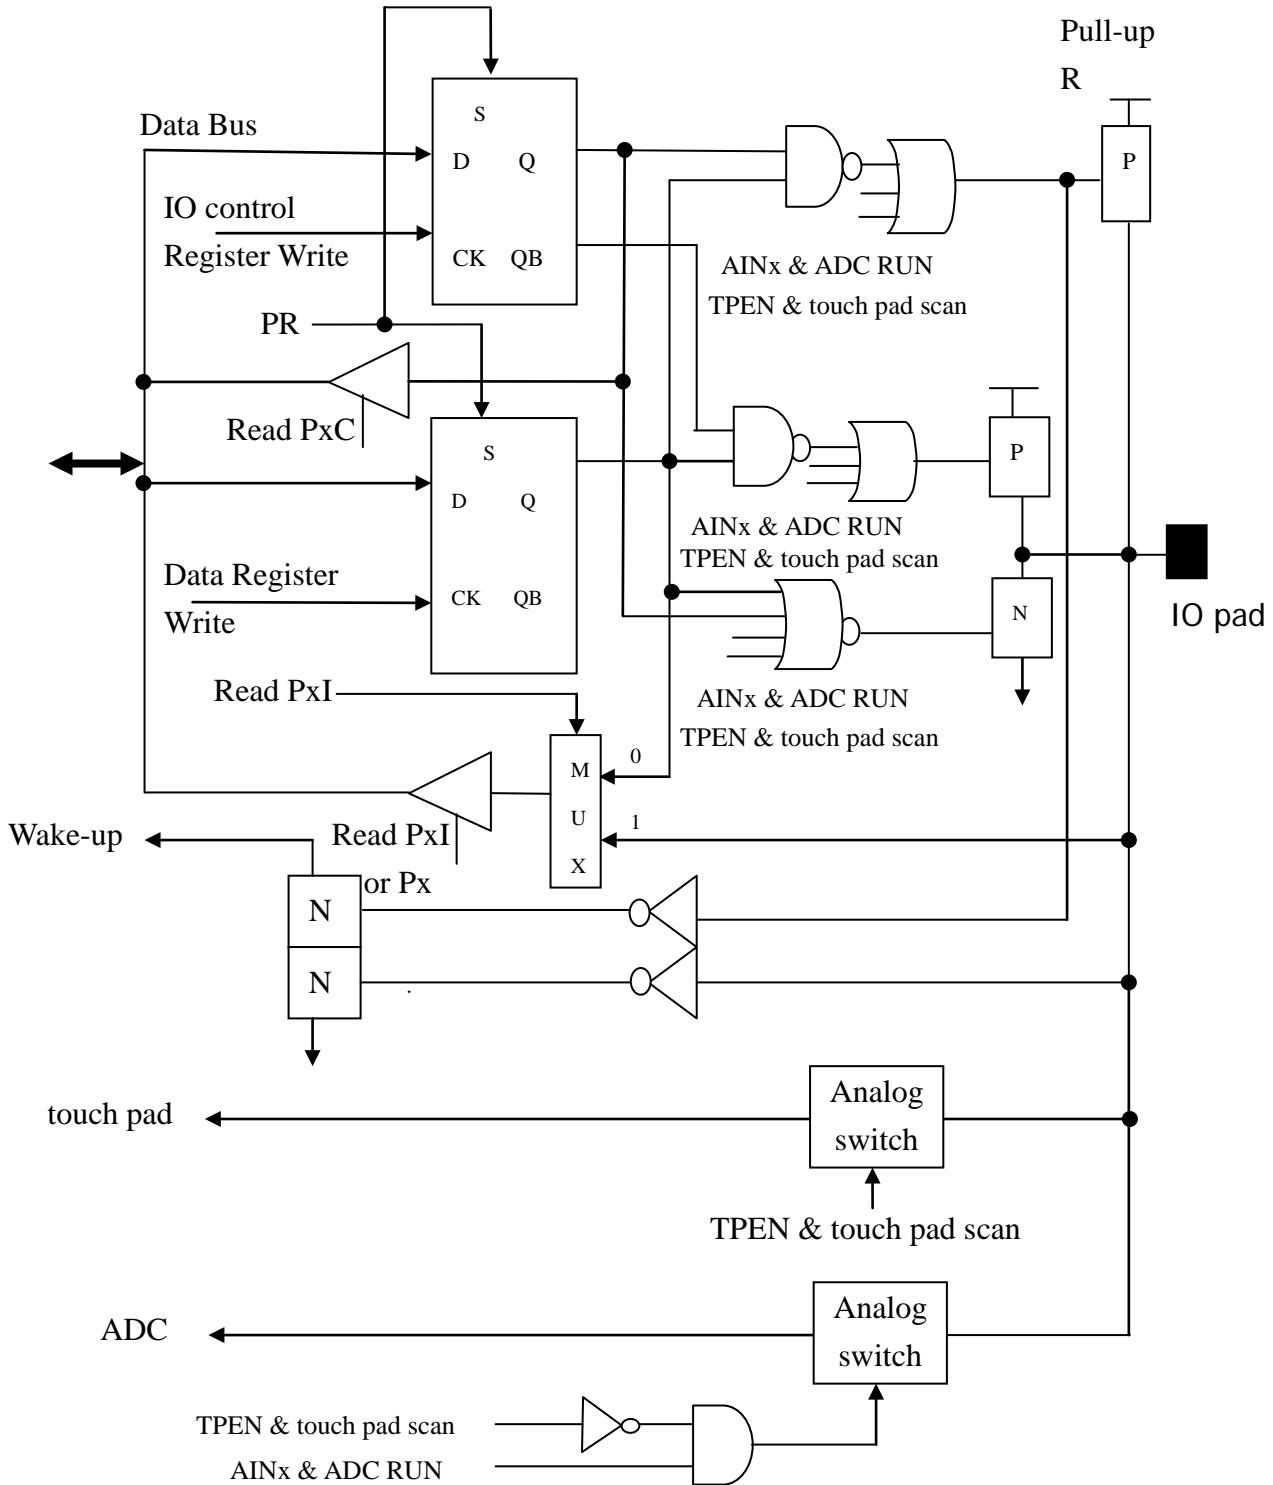 Pull-up
R
S
Data Bus
D Q
P
IO control
Register Write
CK QB
AINx & ADC RUN
TPEN & touch pad scan
PR
Read PxC
S
P
D Q
AINx & ADC RUN
TPEN & touch pad scan
Data Register
Write
CK QB
N
IO pad
Read PxI
AINx & ADC RUN
TPEN & touch pad scan
M
U
X
0
1
Wake-up
Read PxI
or Px
N
N
touch pad
Analog
switch
TPEN & touch pad scan
ADC
Analog
switch
TPEN & touch pad scan
AINx & ADC RUN